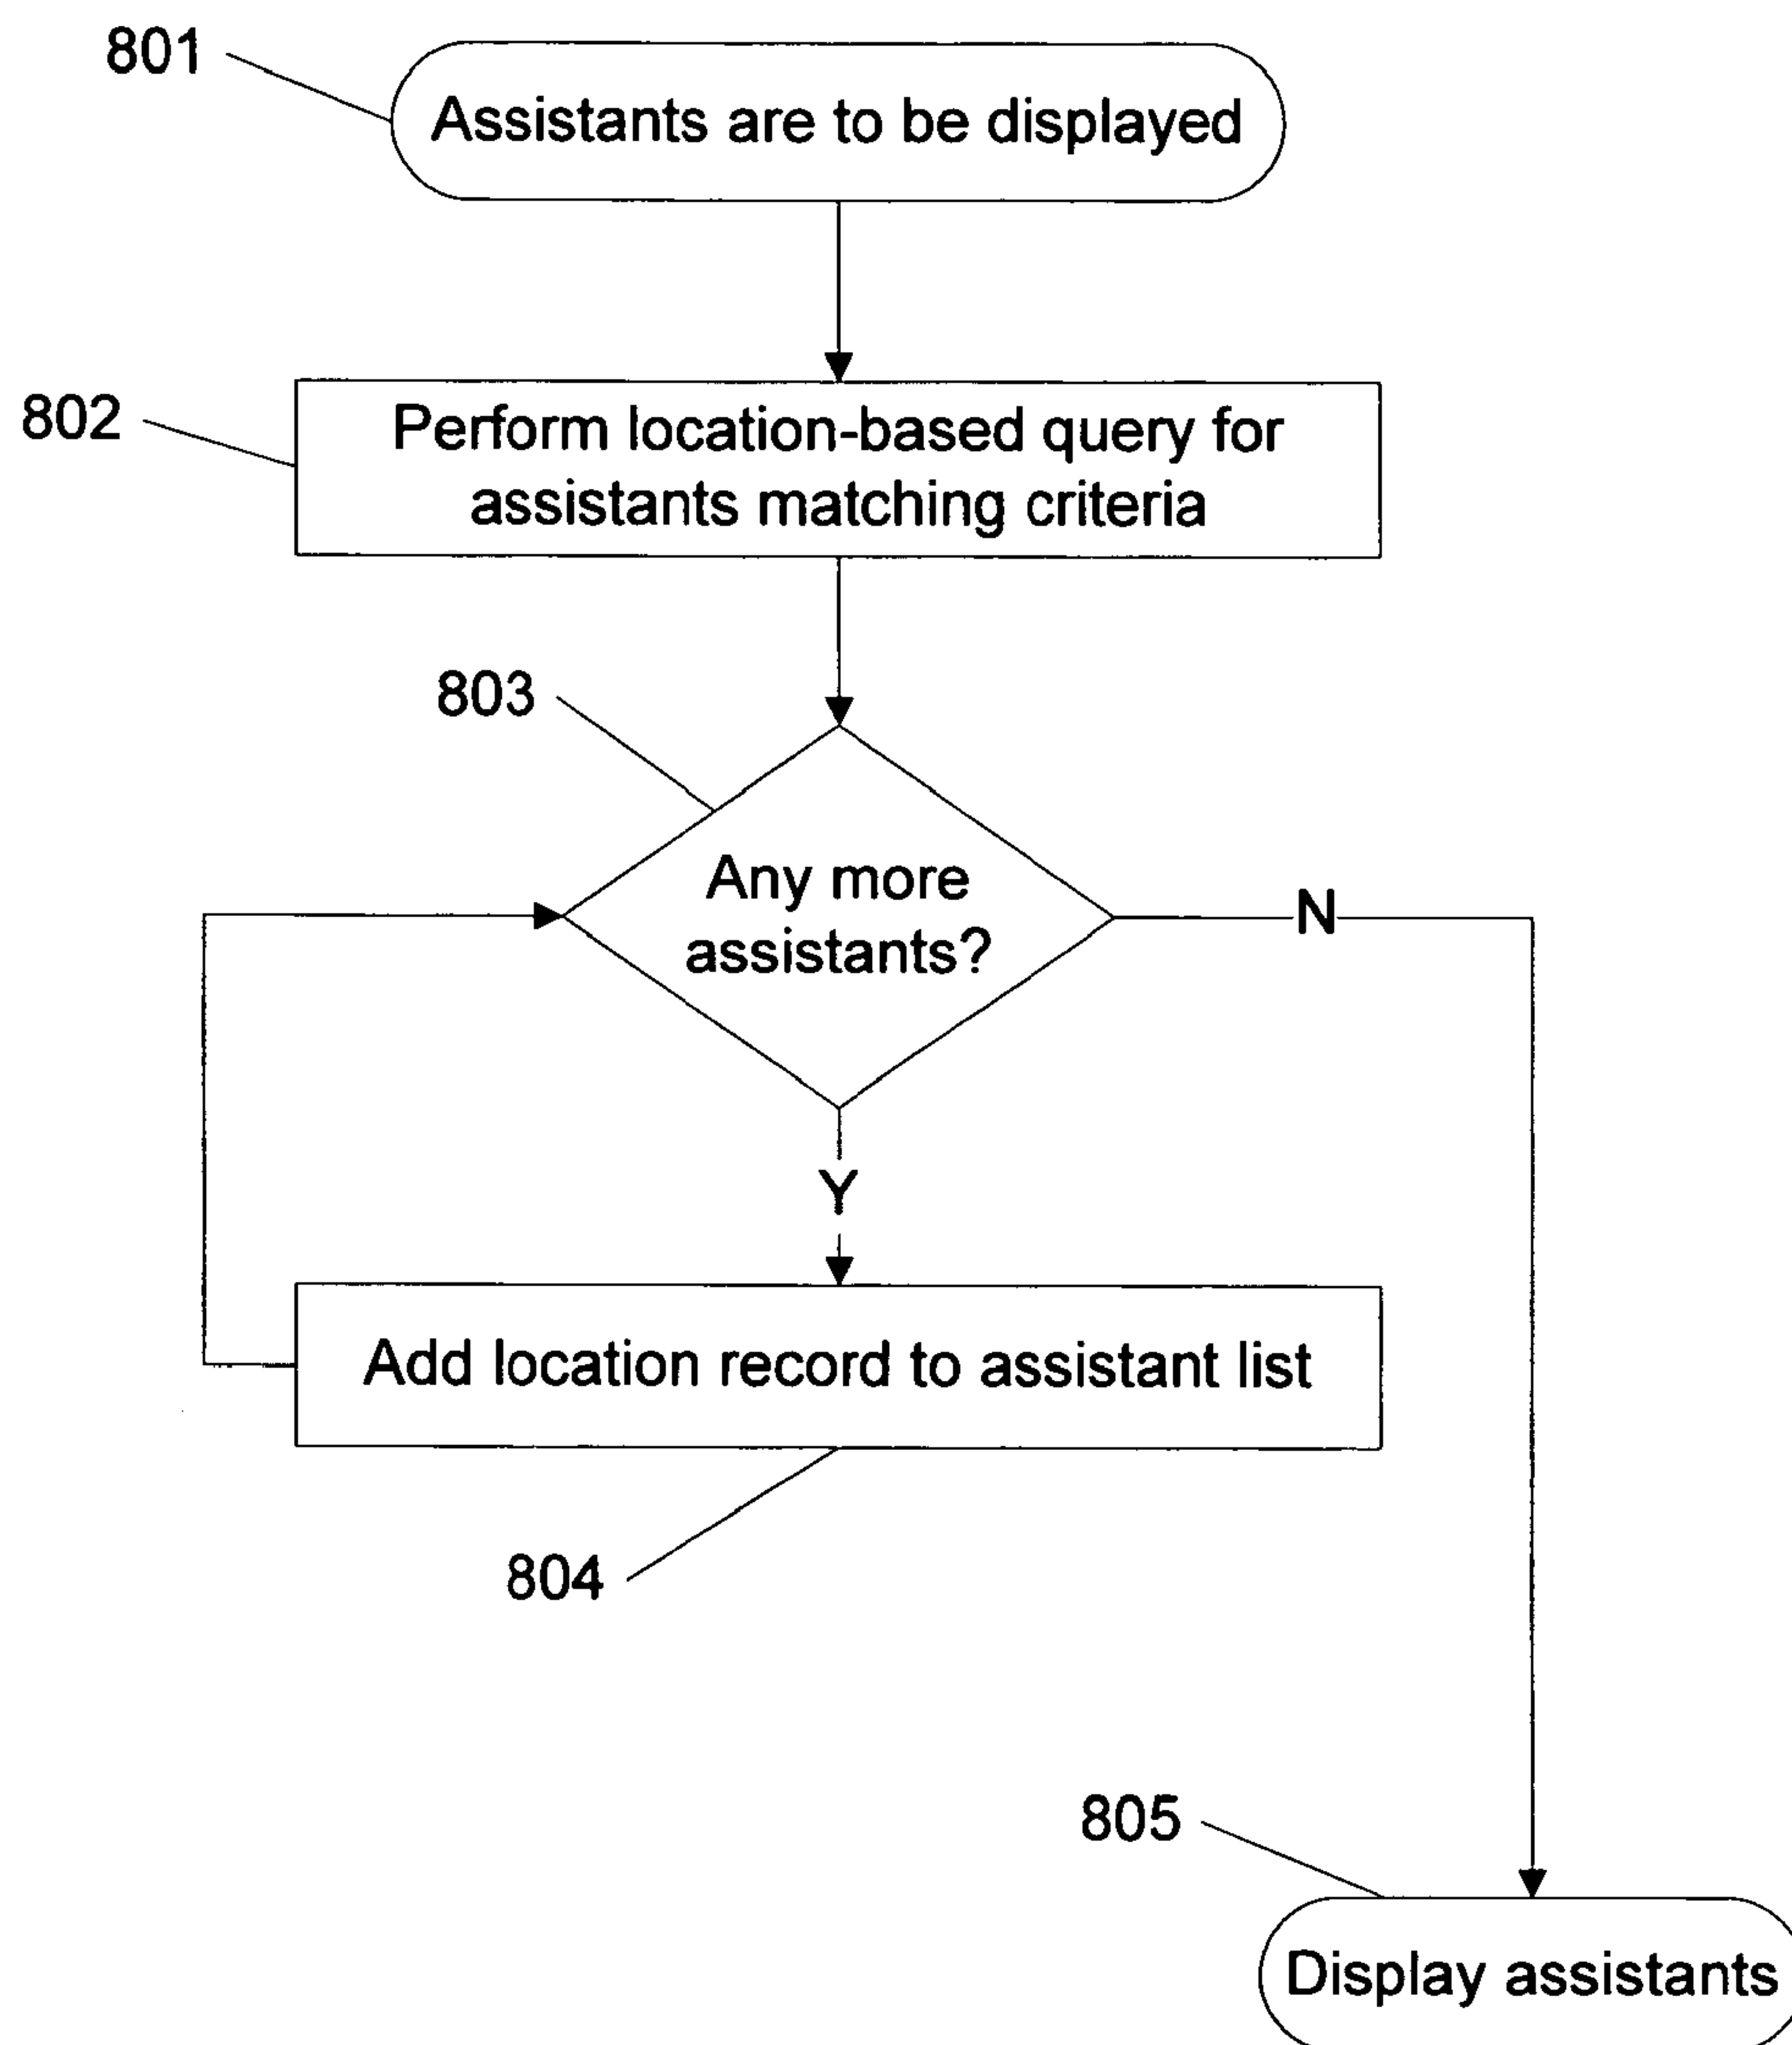 801
Assistants are to be displayed
802
Perform location-based query for
assistants matching criteria
803
Any more
assistants?
N
Y
Add location record to assistant list
804
805
Display assistants